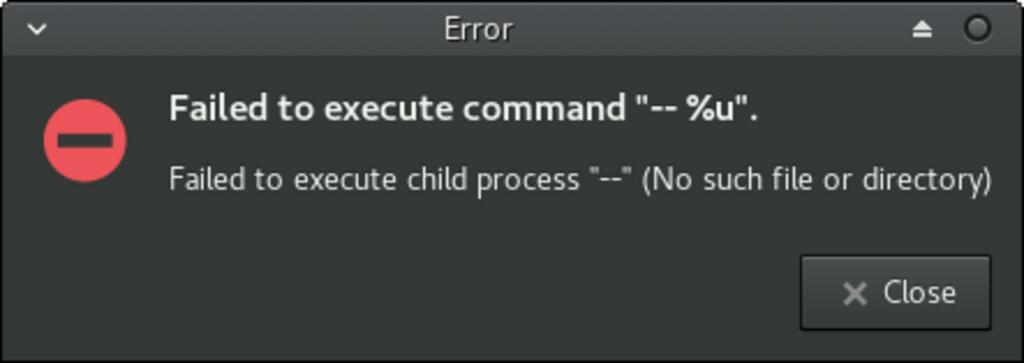 Error
Failed to execute command "-- %u".
Failed to execute child process "--" (No such file or directory)
Close